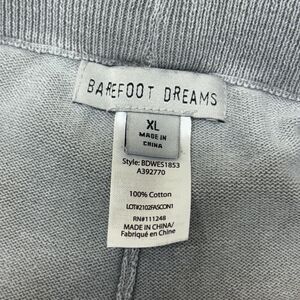 BAREFOOT DREAMS
XL
MADE IN
CHINA
Style: BDWES1853
A392770
100% Cotton
LOT#2102FASCON1
RN#111248
MADE IN CHINA/
Fabriqué en Chine